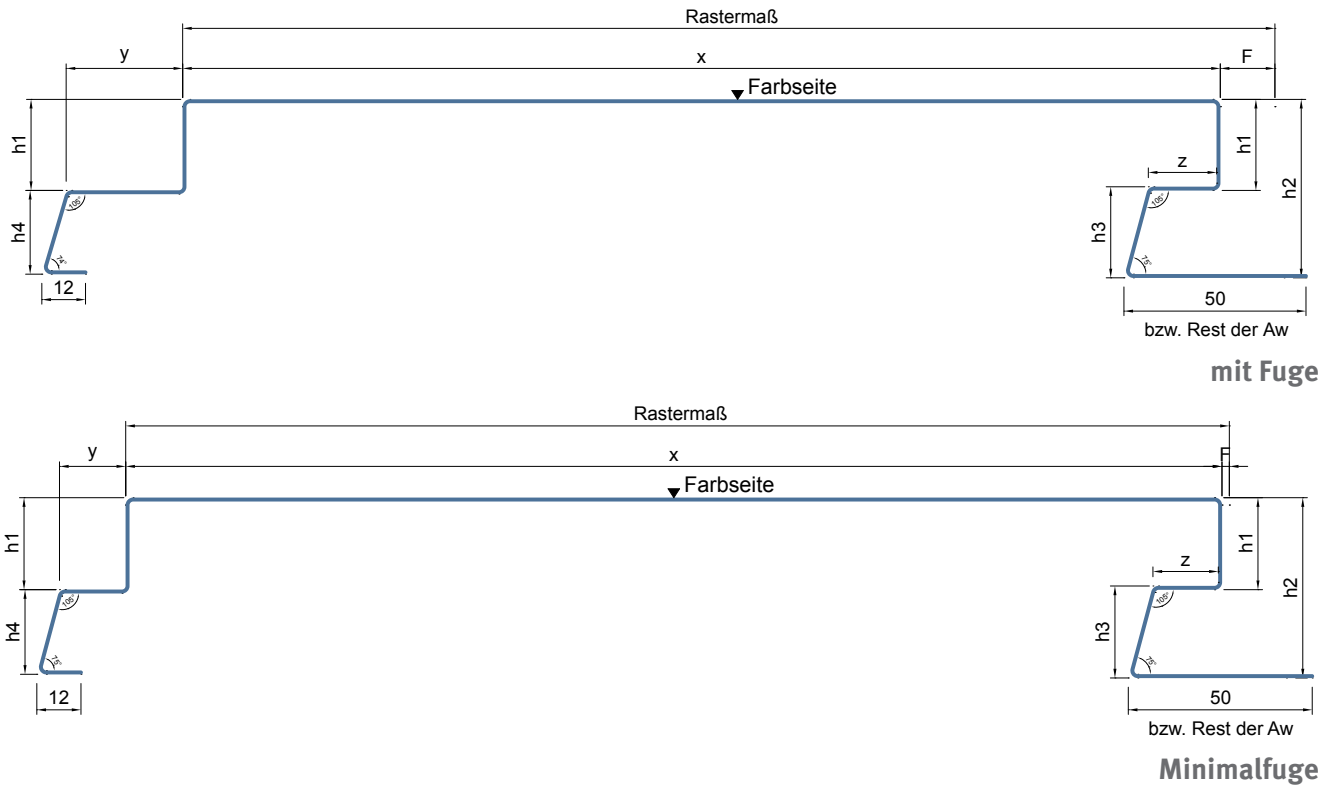 Rastermaß
y
x
F
Farbseite
h1
h1
z
h2
105°
105°
h4
h3
74°
75°
12
50
bzw. Rest der Aw
mit Fuge
Rastermaß
y
x
F
Farbseite
h1
h1
z
h2
105°
105°
h4
h3
75°
75°
12
50
bzw. Rest der Aw
Minimalfuge